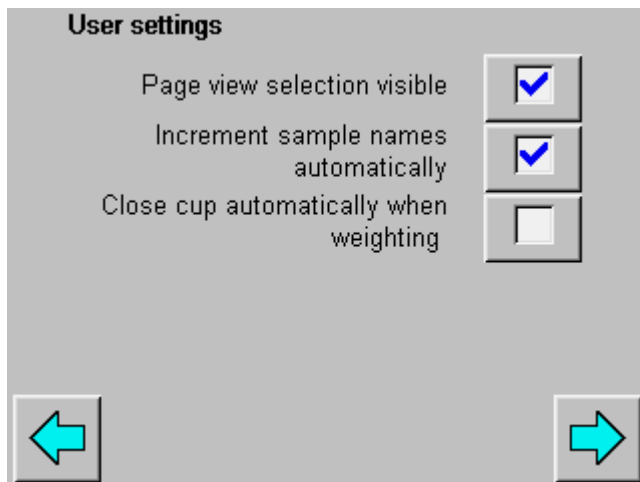 User settings
Page view selection visible
Increment sample names
automatically
Close cup automatically when
weighting